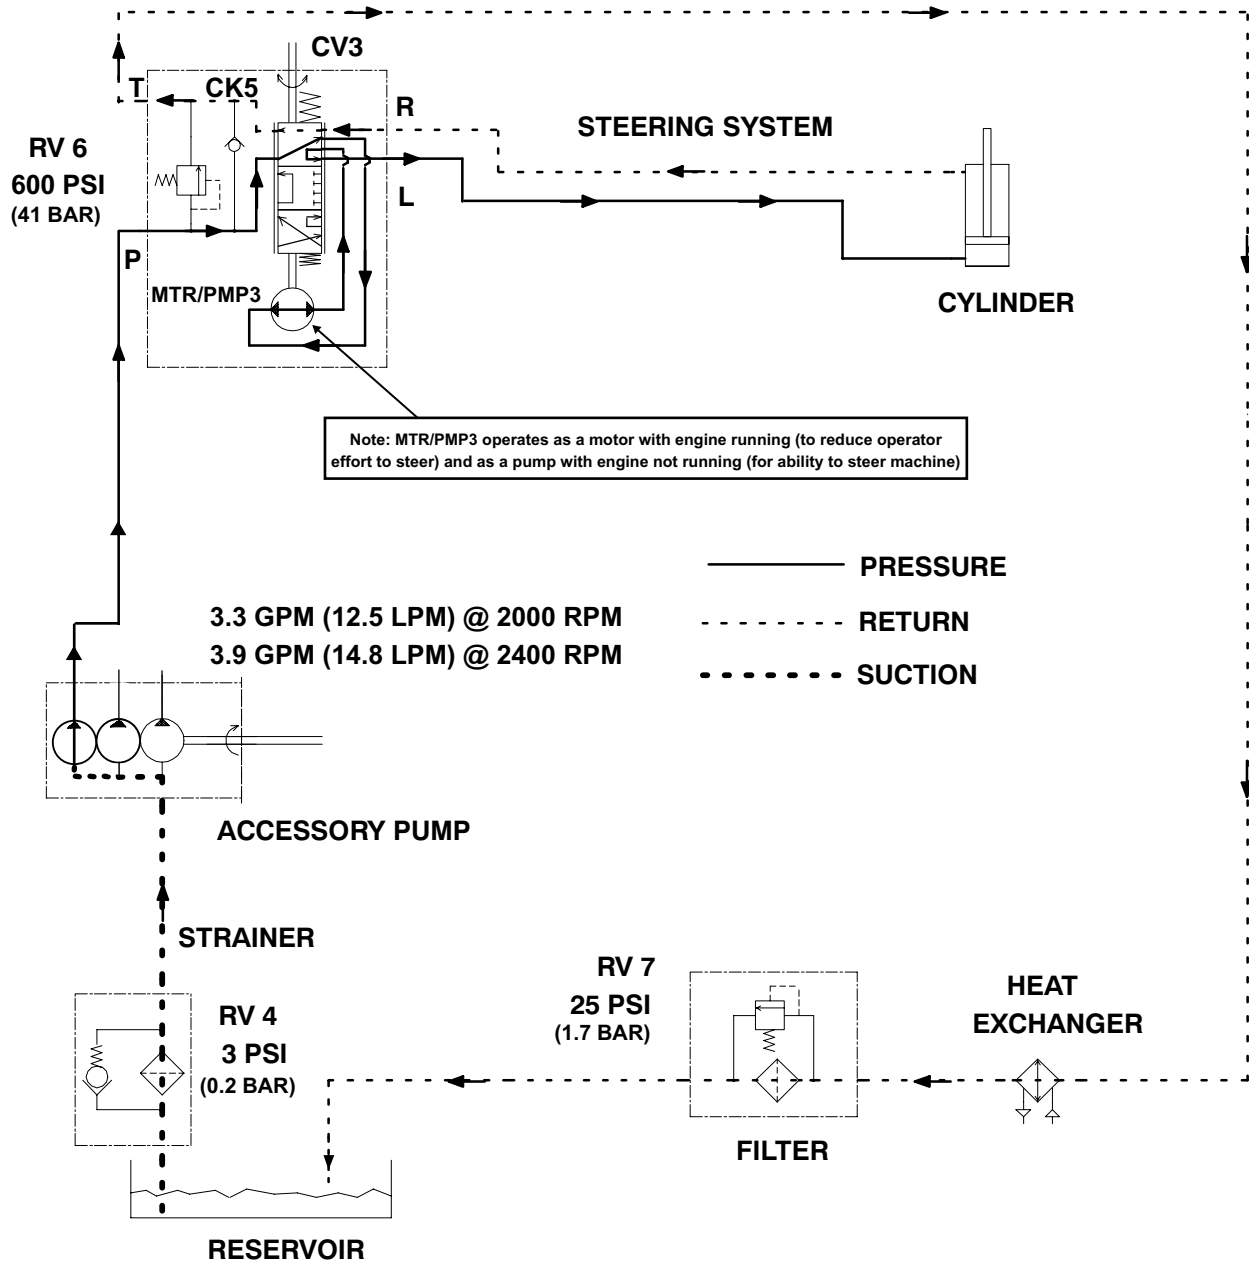 CV3
T
CK5
R
STEERING SYSTEM
RV 6
600 PSI
(41 BAR)
L
P
MTR/PMP3
CYLINDER
Note: MTR/PMP3 operates as a motor with engine running (to reduce operator
effort to steer) and as a pump with engine not running (for ability to steer machine)
PRESSURE
3.3 GPM (12.5 LPM) @ 2000 RPM
RETURN
3.9 GPM (14.8 LPM) @ 2400 RPM
SUCTION
ACCESSORY PUMP
STRAINER
RV 4
3 PSI
(0.2 BAR)
RV 7
25 PSI
(1.7 BAR)
HEAT
EXCHANGER
FILTER
RESERVOIR